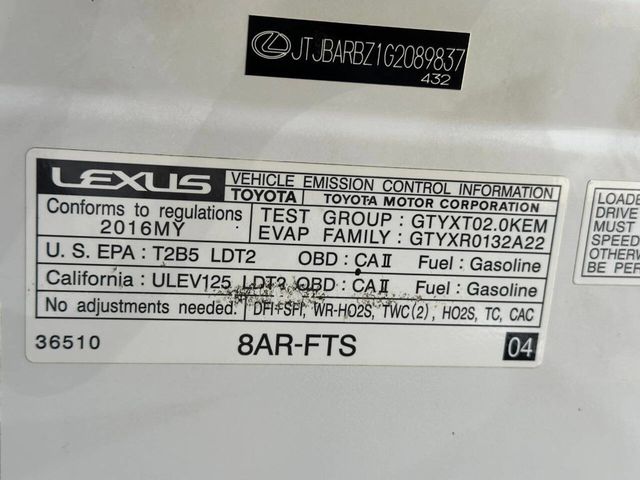 JTJBARBZ1G2089837
432
LEXUS
VEHICLE EMISSION CONTROL INFORMATION
TOYOTA TOYOTA MOTOR CORPORATION
Conforms to regulations
2016MY
TEST GROUP : GTYXT02.0KEM
EVAP FAMILY : GTYXR0132A22
U. S. EPA : T2B5 LDT2 OBD : CAⅡ Fuel : Gasoline
California : ULEV125 LDT2 OBD : CAⅡ Fuel : Gasoline
No adjustments needed. DFI+SFI, WR-HO2S, TWC(2), HO2S, TC, CAC
36510 8AR-FTS 04
LOADE
DRIVE
MUST
SPEED
OTHE
BE PER